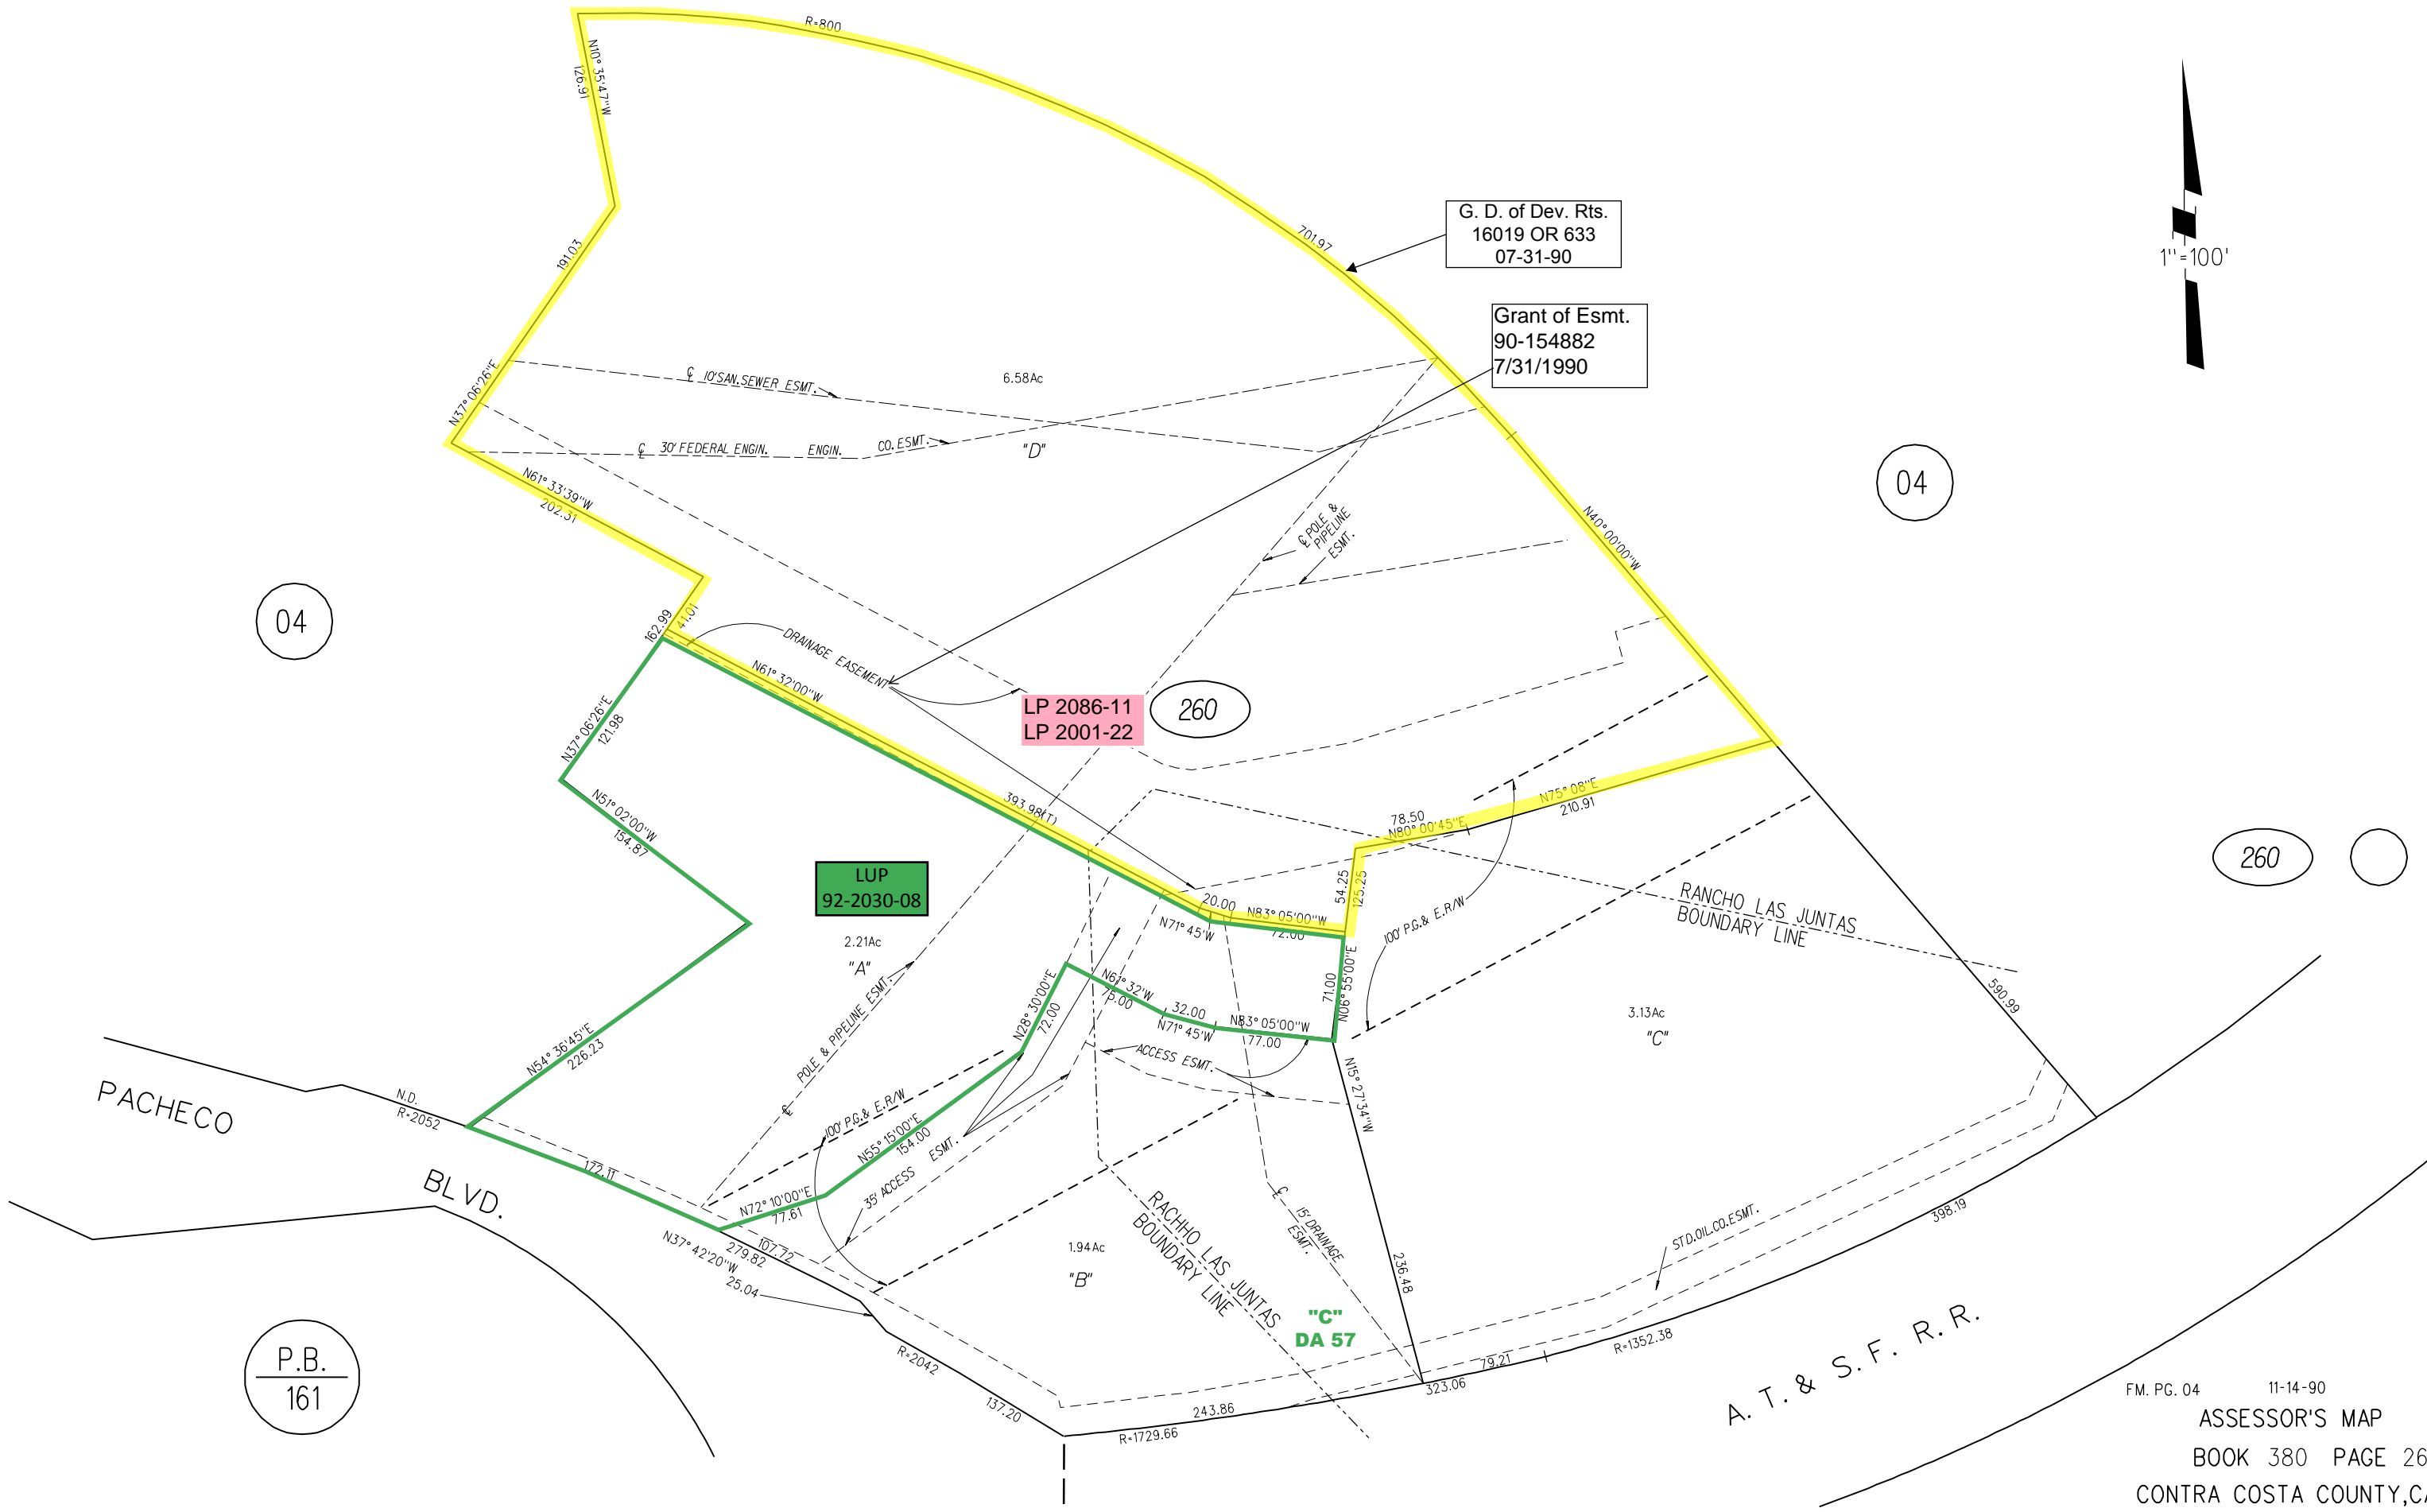 R=800
N10° 35'47"W
126.91
G. D. of Dev. Rts.
16019 OR 633
07-31-90
701.97
191.03
1"=100'
Grant of Esmt.
90-154882
7/31/1990
N37° 06'26"E
℄ 10'SAN.SEWER ESMT.
6.58Ac
℄ 30' FEDERAL ENGIN. ENGIN. CO.ESMT.
"D"
N61° 33'39"W
202.31
04
℄ POLE &
PIPELINE
ESMT.
N40° 00'00"W
04
162.99
41.01
DRAINAGE EASEMENT
N61° 32'00"W
LP 2086-11
LP 2001-22
260
N37° 06'26"E
121.98
N51° 02'00"W
154.87
393.98(T)
78.50
N80° 00'45"E
N75° 08"E
210.91
260
LUP
92-2030-08
2.21Ac
"A"
54.25
125.25
20.00
N83° 05'00"W
72.00
N71° 45'W
100' P.G.& E.R/W
RANCHO LAS JUNTAS
BOUNDARY LINE
N61° 32'W
75.00
32.00
N71° 45'W
N83° 05'00"W
77.00
71.00
N06° 55'00"E
590.99
3.13Ac
"C"
N28° 30'00"E
72.00
ACCESS ESMT.
N15° 27'34"W
POLE & PIPELINE ESMT.
℄
N54° 36'45"E
226.23
PACHECO
BLVD.
N.D.
R=2052
172.11
100' P.G.& E.R/W
N55° 15'00"E
154.00
35' ACCESS ESMT.
N72° 10'00"E
77.61
107.72
279.82
N37° 42'20"W
25.04
1.94Ac
"B"
RACHHO LAS JUNTAS
BOUNDARY LINE
℄ 15' DRAINAGE
ESMT.
236.48
"C"
DA 57
STD.OIL.CO.ESMT.
398.19
P.B.
161
R=2042
137.20
79.21
323.06
R=1352.38
243.86
R=1729.66
A. T. & S. F. R. R.
FM. PG. 04 11-14-90
ASSESSOR'S MAP
BOOK 380 PAGE 26
CONTRA COSTA COUNTY,CA